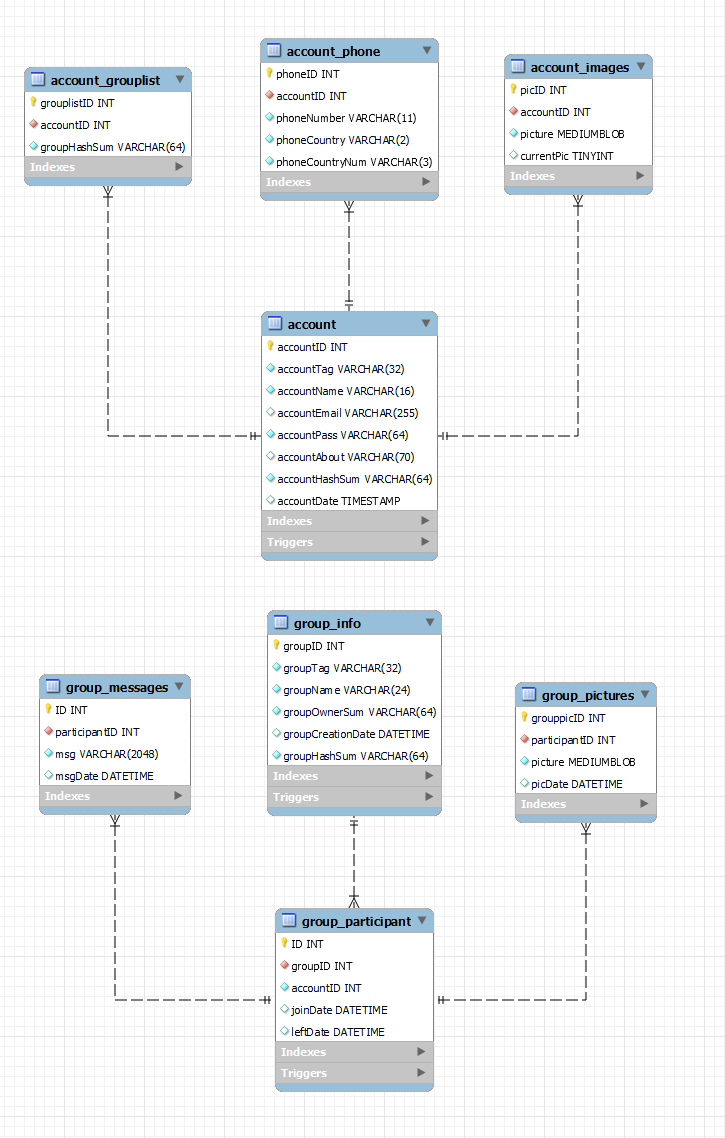 account_grouplist
grouplistID INT
accountID INT
groupHashSum VARCHAR(64)
Indexes
account_phone
phoneID INT
accountID INT
phoneNumber VARCHAR(11)
phoneCountry VARCHAR(2)
phoneCountryNum VARCHAR(3)
Indexes
account_images
picID INT
accountID INT
picture MEDIUMBLOB
currentPic TINYINT
Indexes
account
accountID INT
accountTag VARCHAR(32)
accountName VARCHAR(16)
accountEmail VARCHAR(255)
accountPass VARCHAR(64)
accountAbout VARCHAR(70)
accountHashSum VARCHAR(64)
accountDate TIMESTAMP
Indexes
Triggers
group_info
groupID INT
groupTag VARCHAR(32)
groupName VARCHAR(24)
groupOwnerSum VARCHAR(64)
groupCreationDate DATETIME
groupHashSum VARCHAR(64)
Indexes
Triggers
group_messages
ID INT
participantID INT
msg VARCHAR(2048)
msgDate DATETIME
Indexes
group_pictures
grouppicID INT
participantID INT
picture MEDIUMBLOB
picDate DATETIME
Indexes
group_participant
ID INT
groupID INT
accountID INT
joinDate DATETIME
leftDate DATETIME
Indexes
Triggers